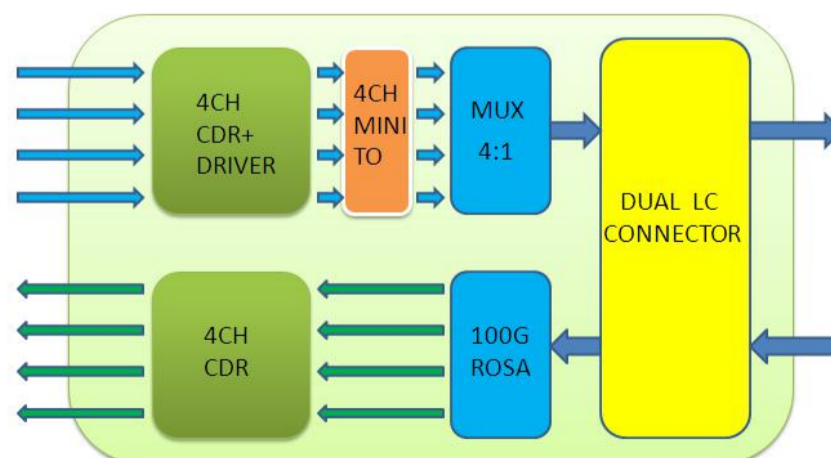 4CH
CDR+
DRIVER
4CH
MINI
TO
MUX
4:1
DUAL LC
CONNECTOR
4CH
CDR
100G
ROSA